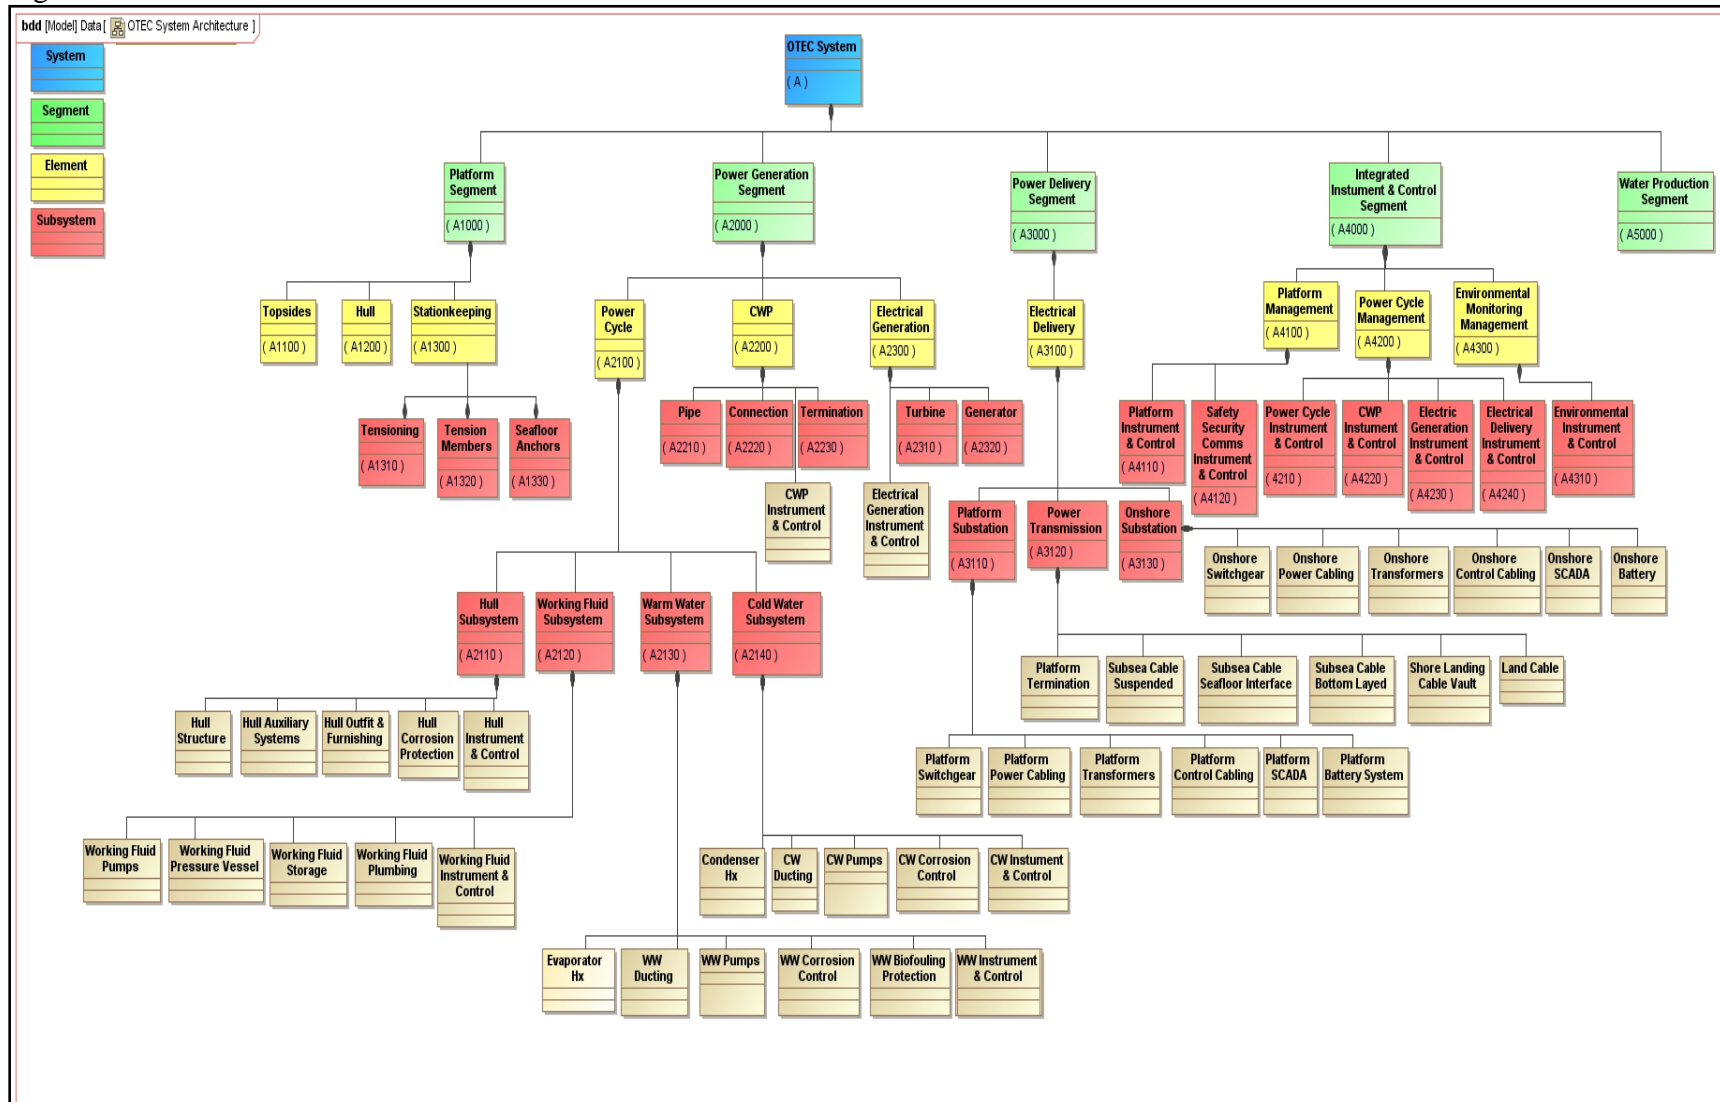 bdd [Model] Data [ OTEC System Architecture ]
System
Segment
Element
Subsystem
OTEC System
( A )
Platform
Segment
( A1000 )
Power Generation
Segment
( A2000 )
Power Delivery
Segment
( A3000 )
Integrated
Instument & Control
Segment
( A4000 )
Water Production
Segment
( A5000 )
Topsides
( A1100 )
Hull
( A1200 )
Stationkeeping
( A1300 )
Power
Cycle
( A2100 )
CWP
( A2200 )
Electrical
Generation
( A2300 )
Electrical
Delivery
( A3100 )
Platform
Management
( A4100 )
Power Cycle
Management
( A4200 )
Environmental
Monitoring
Management
( A4300 )
Tensioning
( A1310 )
Tension
Members
( A1320 )
Seafloor
Anchors
( A1330 )
Pipe
( A2210 )
Connection
( A2220 )
Termination
( A2230 )
CWP
Instrument
& Control
Turbine
( A2310 )
Generator
( A2320 )
Electrical
Generation
Instrument
& Control
Platform
Instrument
& Control
( A4110 )
Safety
Security
Comms
Instrument
& Control
( A4120 )
Power Cycle
Instrument
& Control
( 4210 )
CWP
Instument
& Control
( A4220 )
Electric
Generation
Instrument
& Control
( A4230 )
Electrical
Delivery
Instrument
& Control
( A4240 )
Environmental
Instrument
& Control
( A4310 )
Platform
Substation
( A3110 )
Power
Transmission
( A3120 )
Onshore
Substation
( A3130 )
Onshore
Switchgear
Onshore
Power Cabling
Onshore
Transformers
Onshore
Control Cabling
Onshore
SCADA
Onshore
Battery
Hull
Subsystem
( A2110 )
Working Fluid
Subsystem
( A2120 )
Warm Water
Subsystem
( A2130 )
Cold Water
Subsystem
( A2140 )
Platform
Termination
Subsea Cable
Suspended
Subsea Cable
Seafloor Interface
Subsea Cable
Bottom Layed
Shore Landing
Cable Vault
Land Cable
Hull
Structure
Hull Auxiliary
Systems
Hull Outfit &
Furnishing
Hull
Corrosion
Protection
Hull
Instrument
& Control
Platform
Switchgear
Platform
Power Cabling
Platform
Transformers
Platform
Control Cabling
Platform
SCADA
Platform
Battery System
Working Fluid
Pumps
Working Fluid
Pressure Vessel
Working Fluid
Storage
Working Fluid
Plumbing
Working Fluid
Instrument &
Control
Condenser
Hx
CW
Ducting
CW Pumps
CW Corrosion
Control
CW Instument
& Control
Evaporator
Hx
WW
Ducting
WW Pumps
WW Corrosion
Control
WW Biofouling
Protection
WW Instrument
& Control